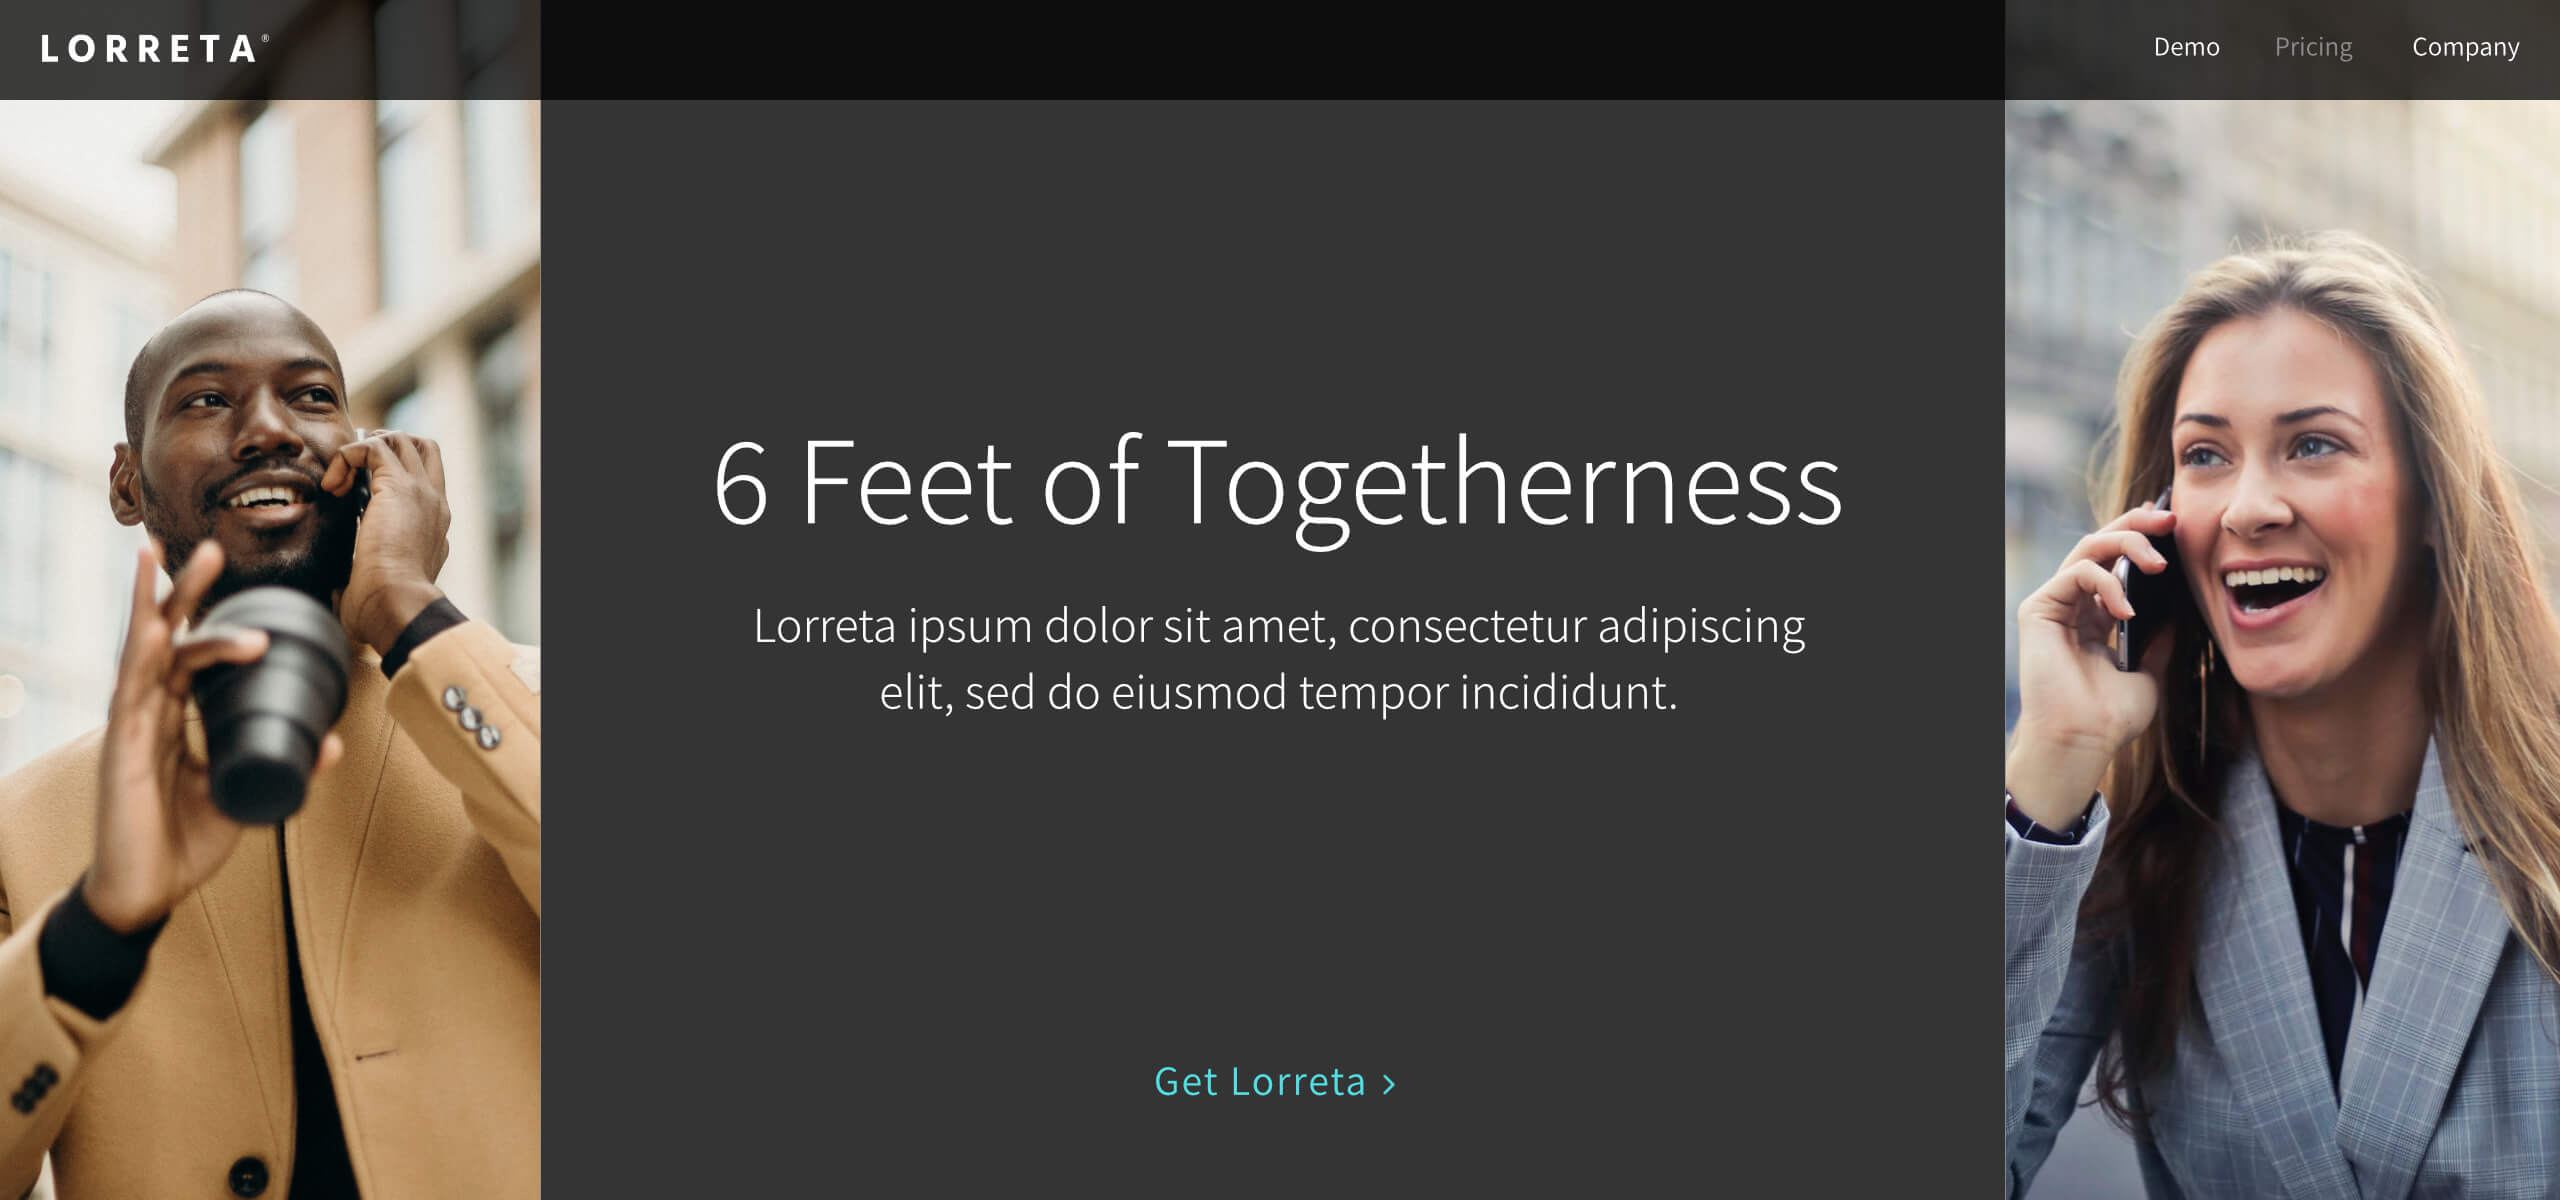 LORRETA®
Demo Pricing Company
6 Feet of Togetherness
Lorreta ipsum dolor sit amet, consectetur adipiscing
elit, sed do eiusmod tempor incididunt.
Get Lorreta >